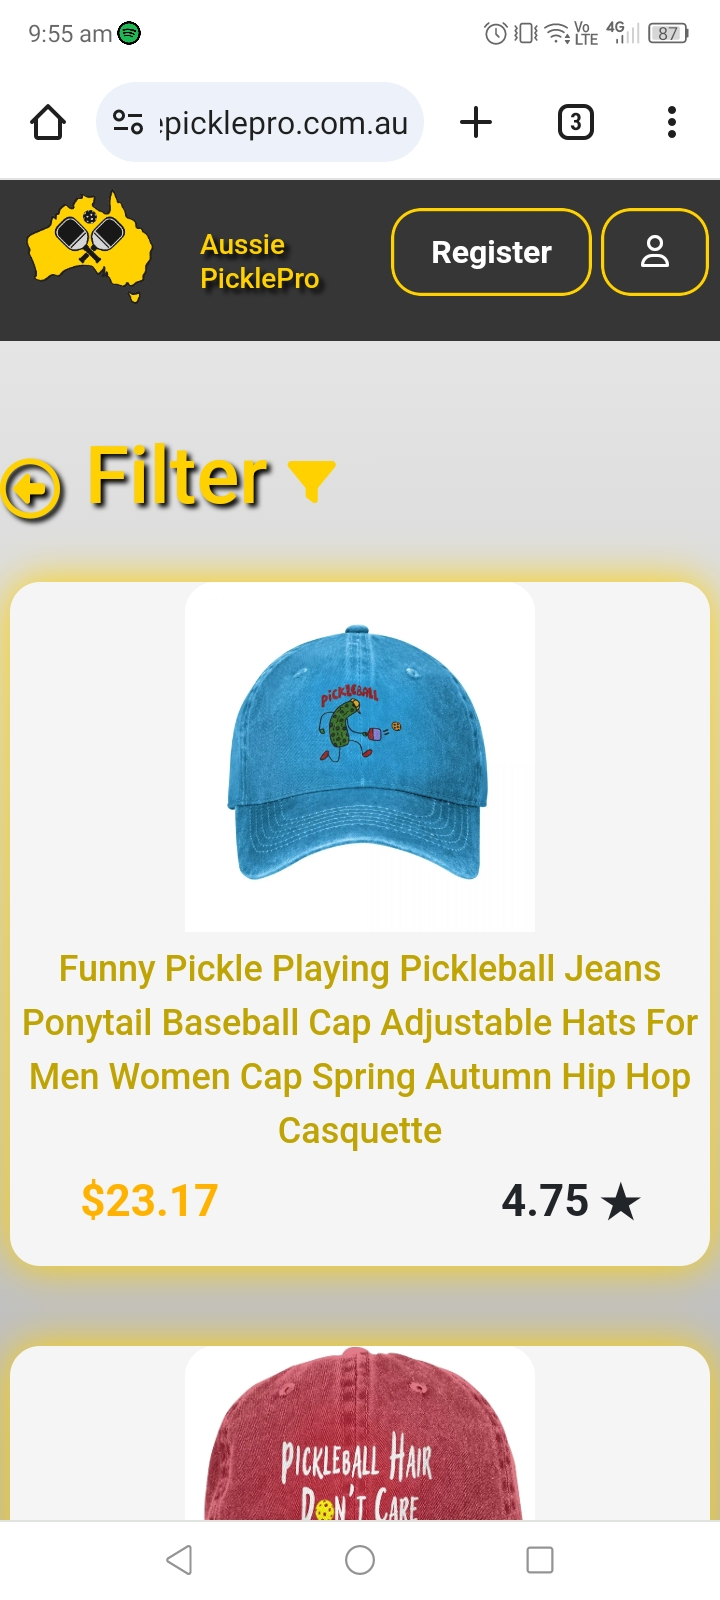 9:55 am
Vo
LTE
4G
87
epicklepro.com.au
3
Aussie
PicklePro
Register
Filter
PICKLEBALL
Funny Pickle Playing Pickleball Jeans
Ponytail Baseball Cap Adjustable Hats For
Men Women Cap Spring Autumn Hip Hop
Casquette
$23.17
4.75 ★
PICKLEBALL HAIR
DON'T CARE